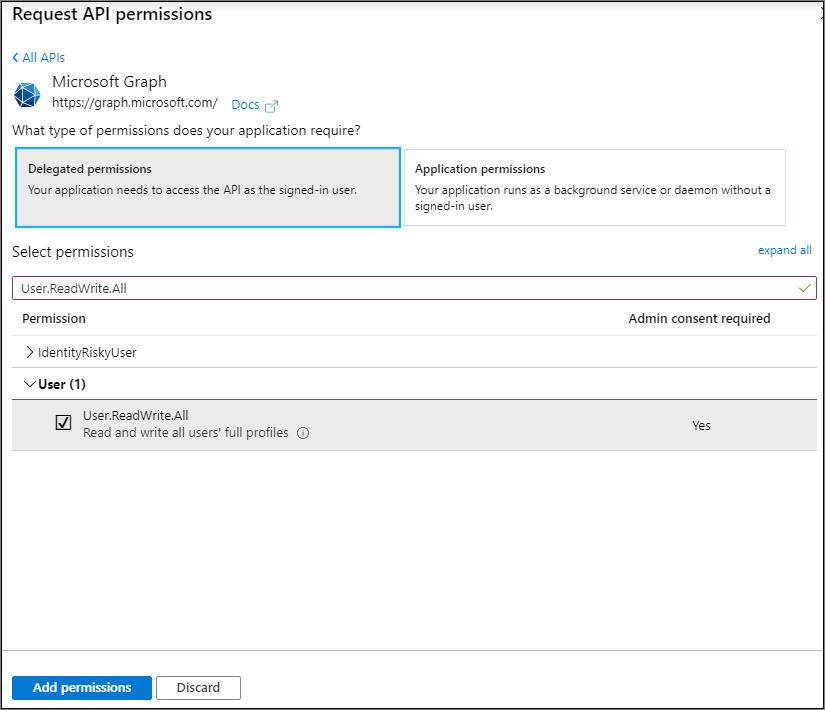 Request API permissions
All APIs
Microsoft Graph
https://graph.microsoft.com/ Docs
What type of permissions does your application require?
Delegated permissions
Your application needs to access the API as the signed-in user.
Application permissions
Your application runs as a background service or daemon without a
signed-in user.
Select permissions
expand all
User.ReadWrite.All
Permission Admin consent required
IdentityRiskyUser
User (1)
User.ReadWrite.All
Read and write all users' full profiles
Yes
Add permissions Discard